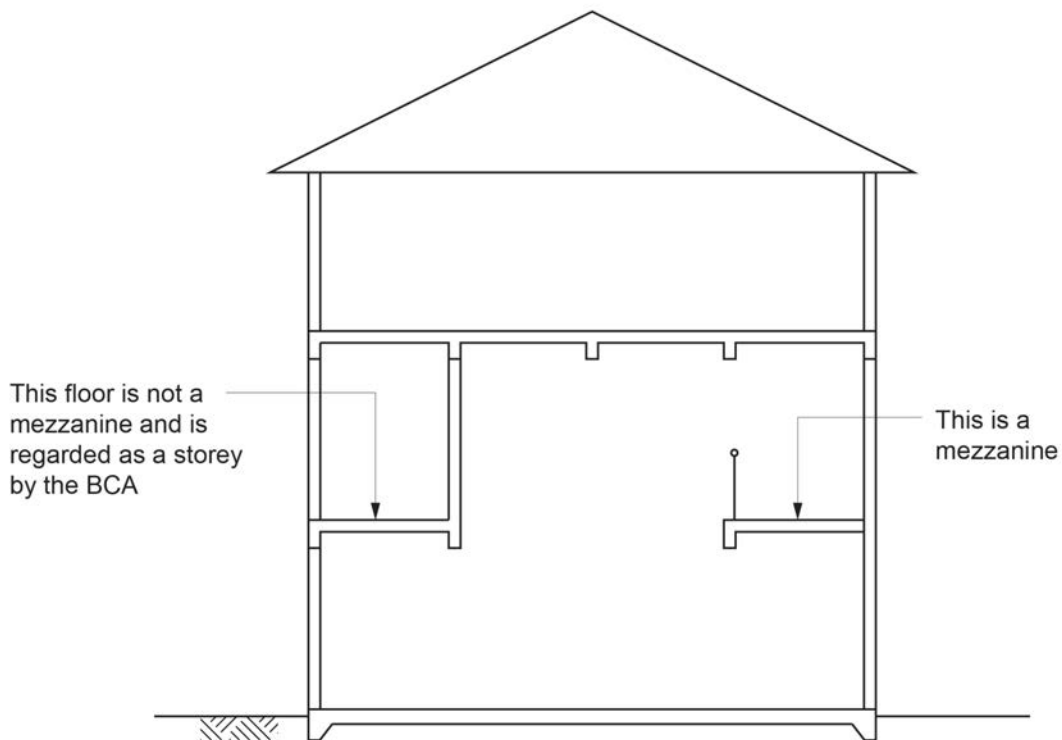 This floor is not a
mezzanine and is
regarded as a storey
by the BCA
This is a
mezzanine